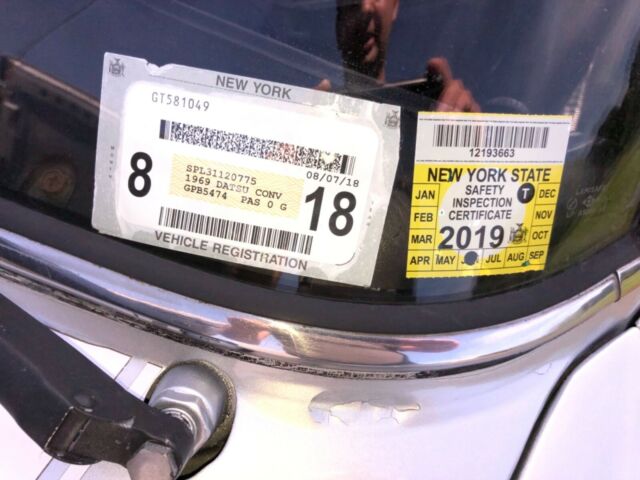 NEW YORK
GT581049
SPL31120775
08/07/18
1969 DATSU CONV
GPB5474 PAS 0 G
8
18
VEHICLE REGISTRATION
12193663
NEW YORK STATE
JAN SAFETY T DEC
FEB INSPECTION NOV
CERTIFICATE
MAR 2019 OCT
APR MAY JUL AUG SEP